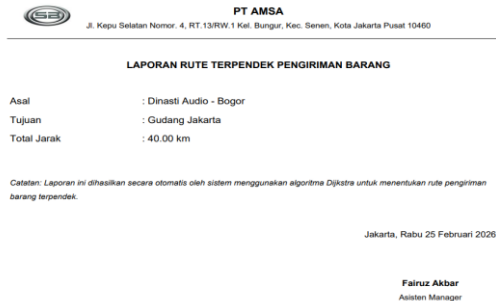 SB
PT AMSA
Jl. Kepu Selatan Nomor. 4, RT.13/RW.1 Kel. Bungur, Kec. Senen, Kota Jakarta Pusat 10460
LAPORAN RUTE TERPENDEK PENGIRIMAN BARANG
Asal : Dinasti Audio - Bogor
Tujuan : Gudang Jakarta
Total Jarak : 40.00 km
Catatan: Laporan ini dihasilkan secara otomatis oleh sistem menggunakan algoritma Dijkstra untuk menentukan rute pengiriman
barang terpendek.
Jakarta, Rabu 25 Februari 2026
Fairuz Akbar
Asisten Manager